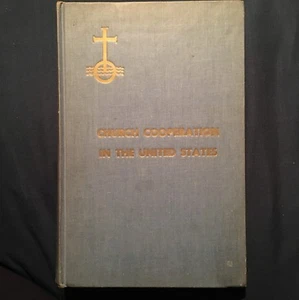 CHURCH COOPERATION
IN THE UNITED STATES